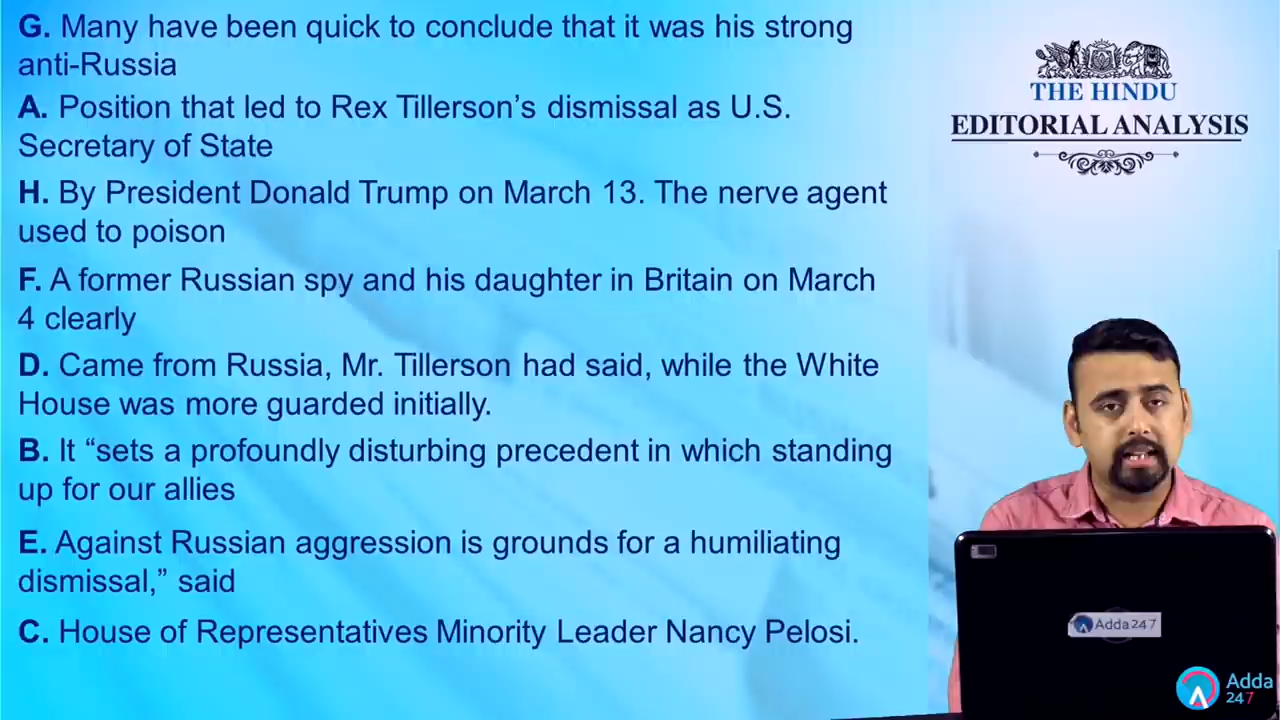 G. Many have been quick to conclude that it was his strong
anti-Russia
A. Position that led to Rex Tillerson’s dismissal as U.S.
Secretary of State
H. By President Donald Trump on March 13. The nerve agent
used to poison
F. A former Russian spy and his daughter in Britain on March
4 clearly
D. Came from Russia, Mr. Tillerson had said, while the White
House was more guarded initially.
B. It “sets a profoundly disturbing precedent in which standing
up for our allies
E. Against Russian aggression is grounds for a humiliating
dismissal,” said
C. House of Representatives Minority Leader Nancy Pelosi.
THE HINDU
EDITORIAL ANALYSIS
Adda247
Adda
247